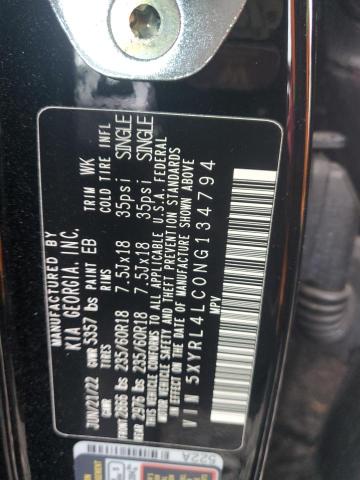 MANUFACTURED BY
KIA GEORGIA, INC.
JUN/21/22 PAINT EB TRIM WK
GWR 5357 lbs
TIRES RIMS COLD TIRE INFL
FRONT 2866 lbs 235/60R18 7.5JX18 35psi SINGLE
REAR 2976 lbs 235/60R18 7.5JX18 35psi SINGLE
THIS VEHICLE CONFORMS TO ALL APPLICABLE U.S.A. FEDERAL
MOTOR VEHICLE SAFETY AND THEFT PREVENTION STANDARDS
IN EFFECT ON THE DATE OF MANUFACTURE SHOWN ABOVE
VIN 5XYRL4LC0NG134794
MPV
522A